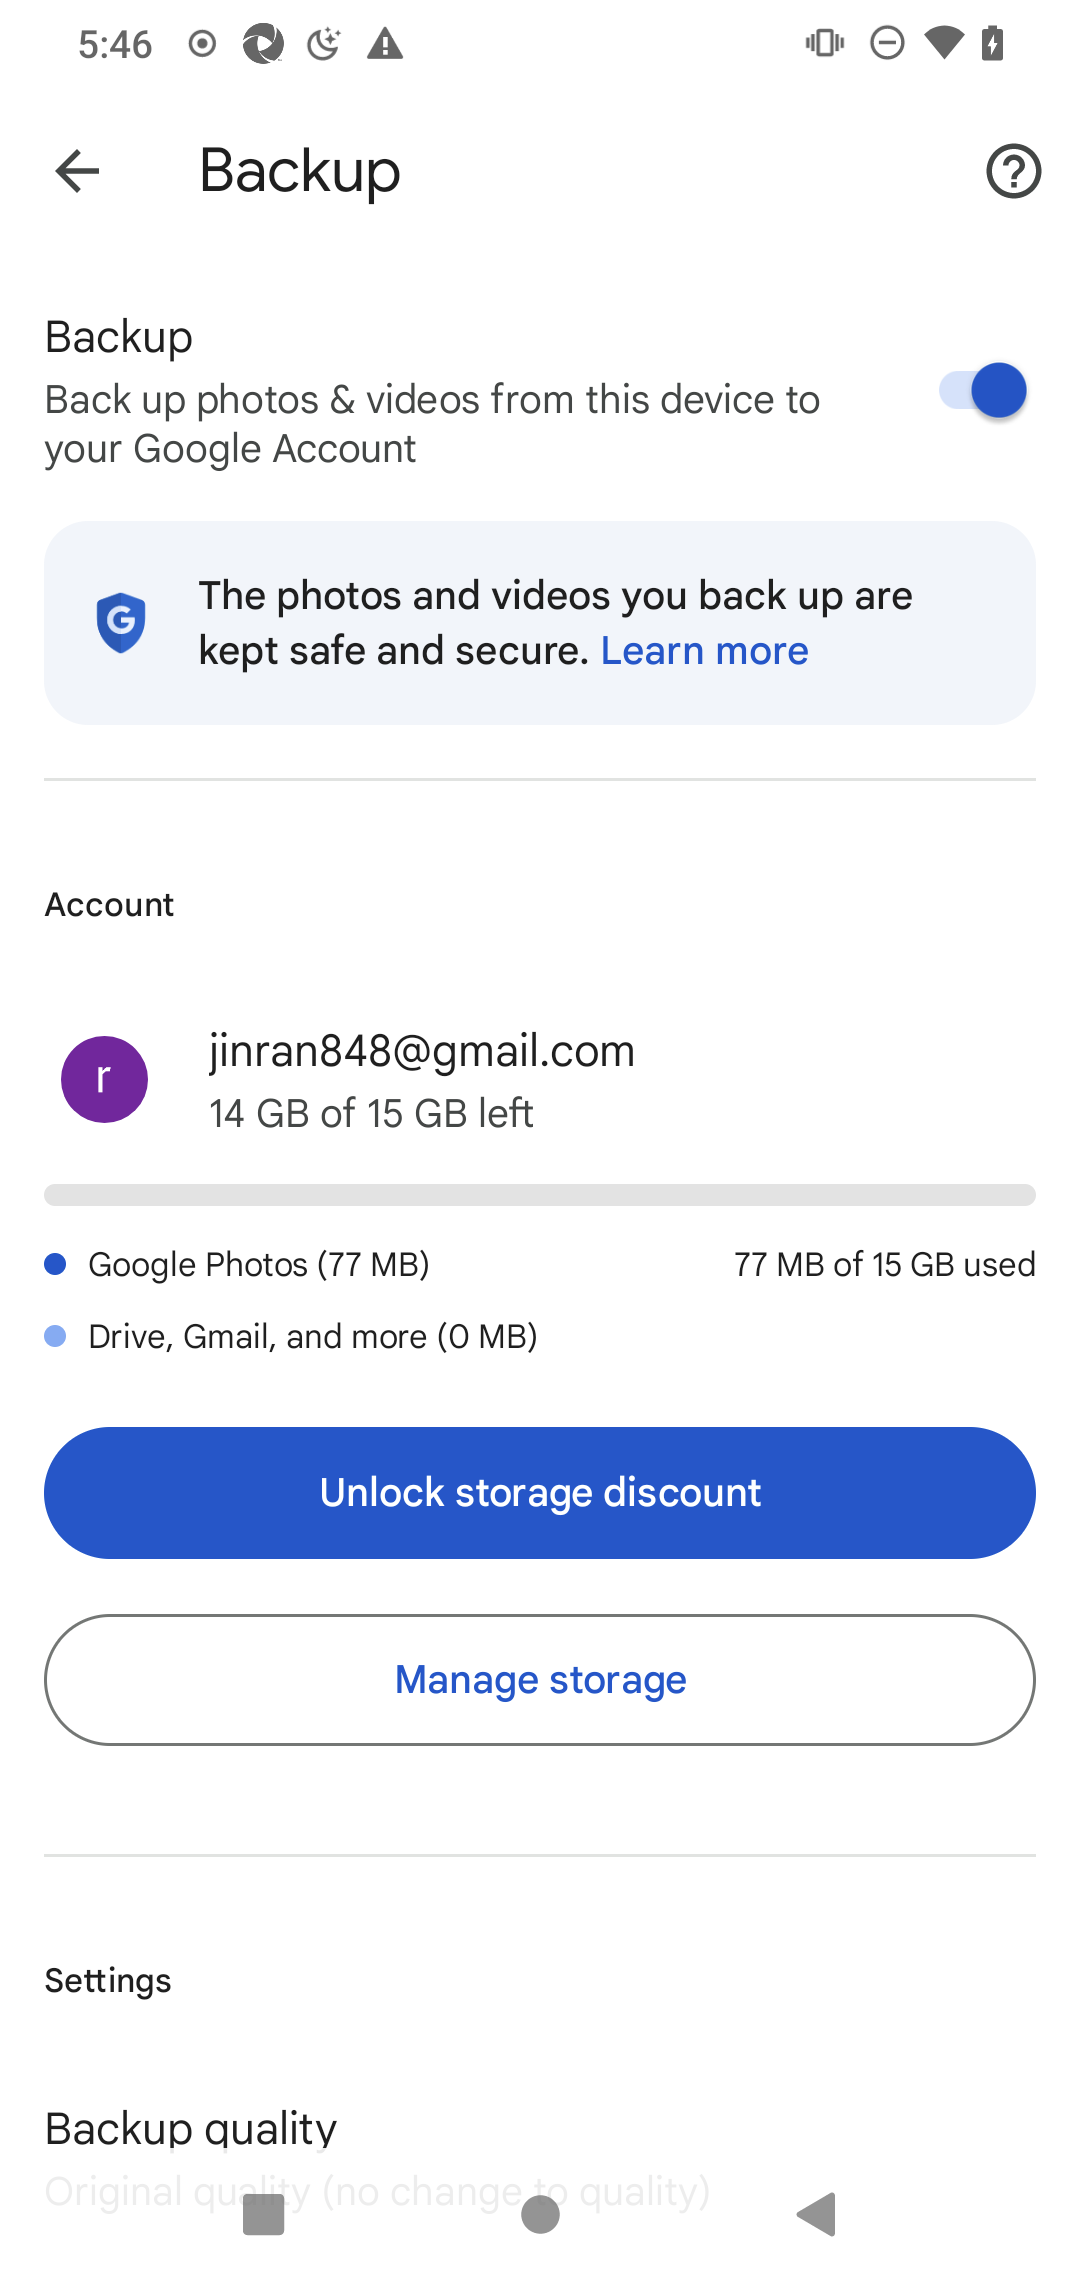 5:46
Backup
Backup
Back up photos & videos from this device to
your Google Account
The photos and videos you back up are
kept safe and secure. Learn more
Account
r
jinran848@gmail.com
14 GB of 15 GB left
Google Photos (77 MB)
77 MB of 15 GB used
Drive, Gmail, and more (0 MB)
Unlock storage discount
Manage storage
Settings
Backup quality
Original quality (no change to quality)